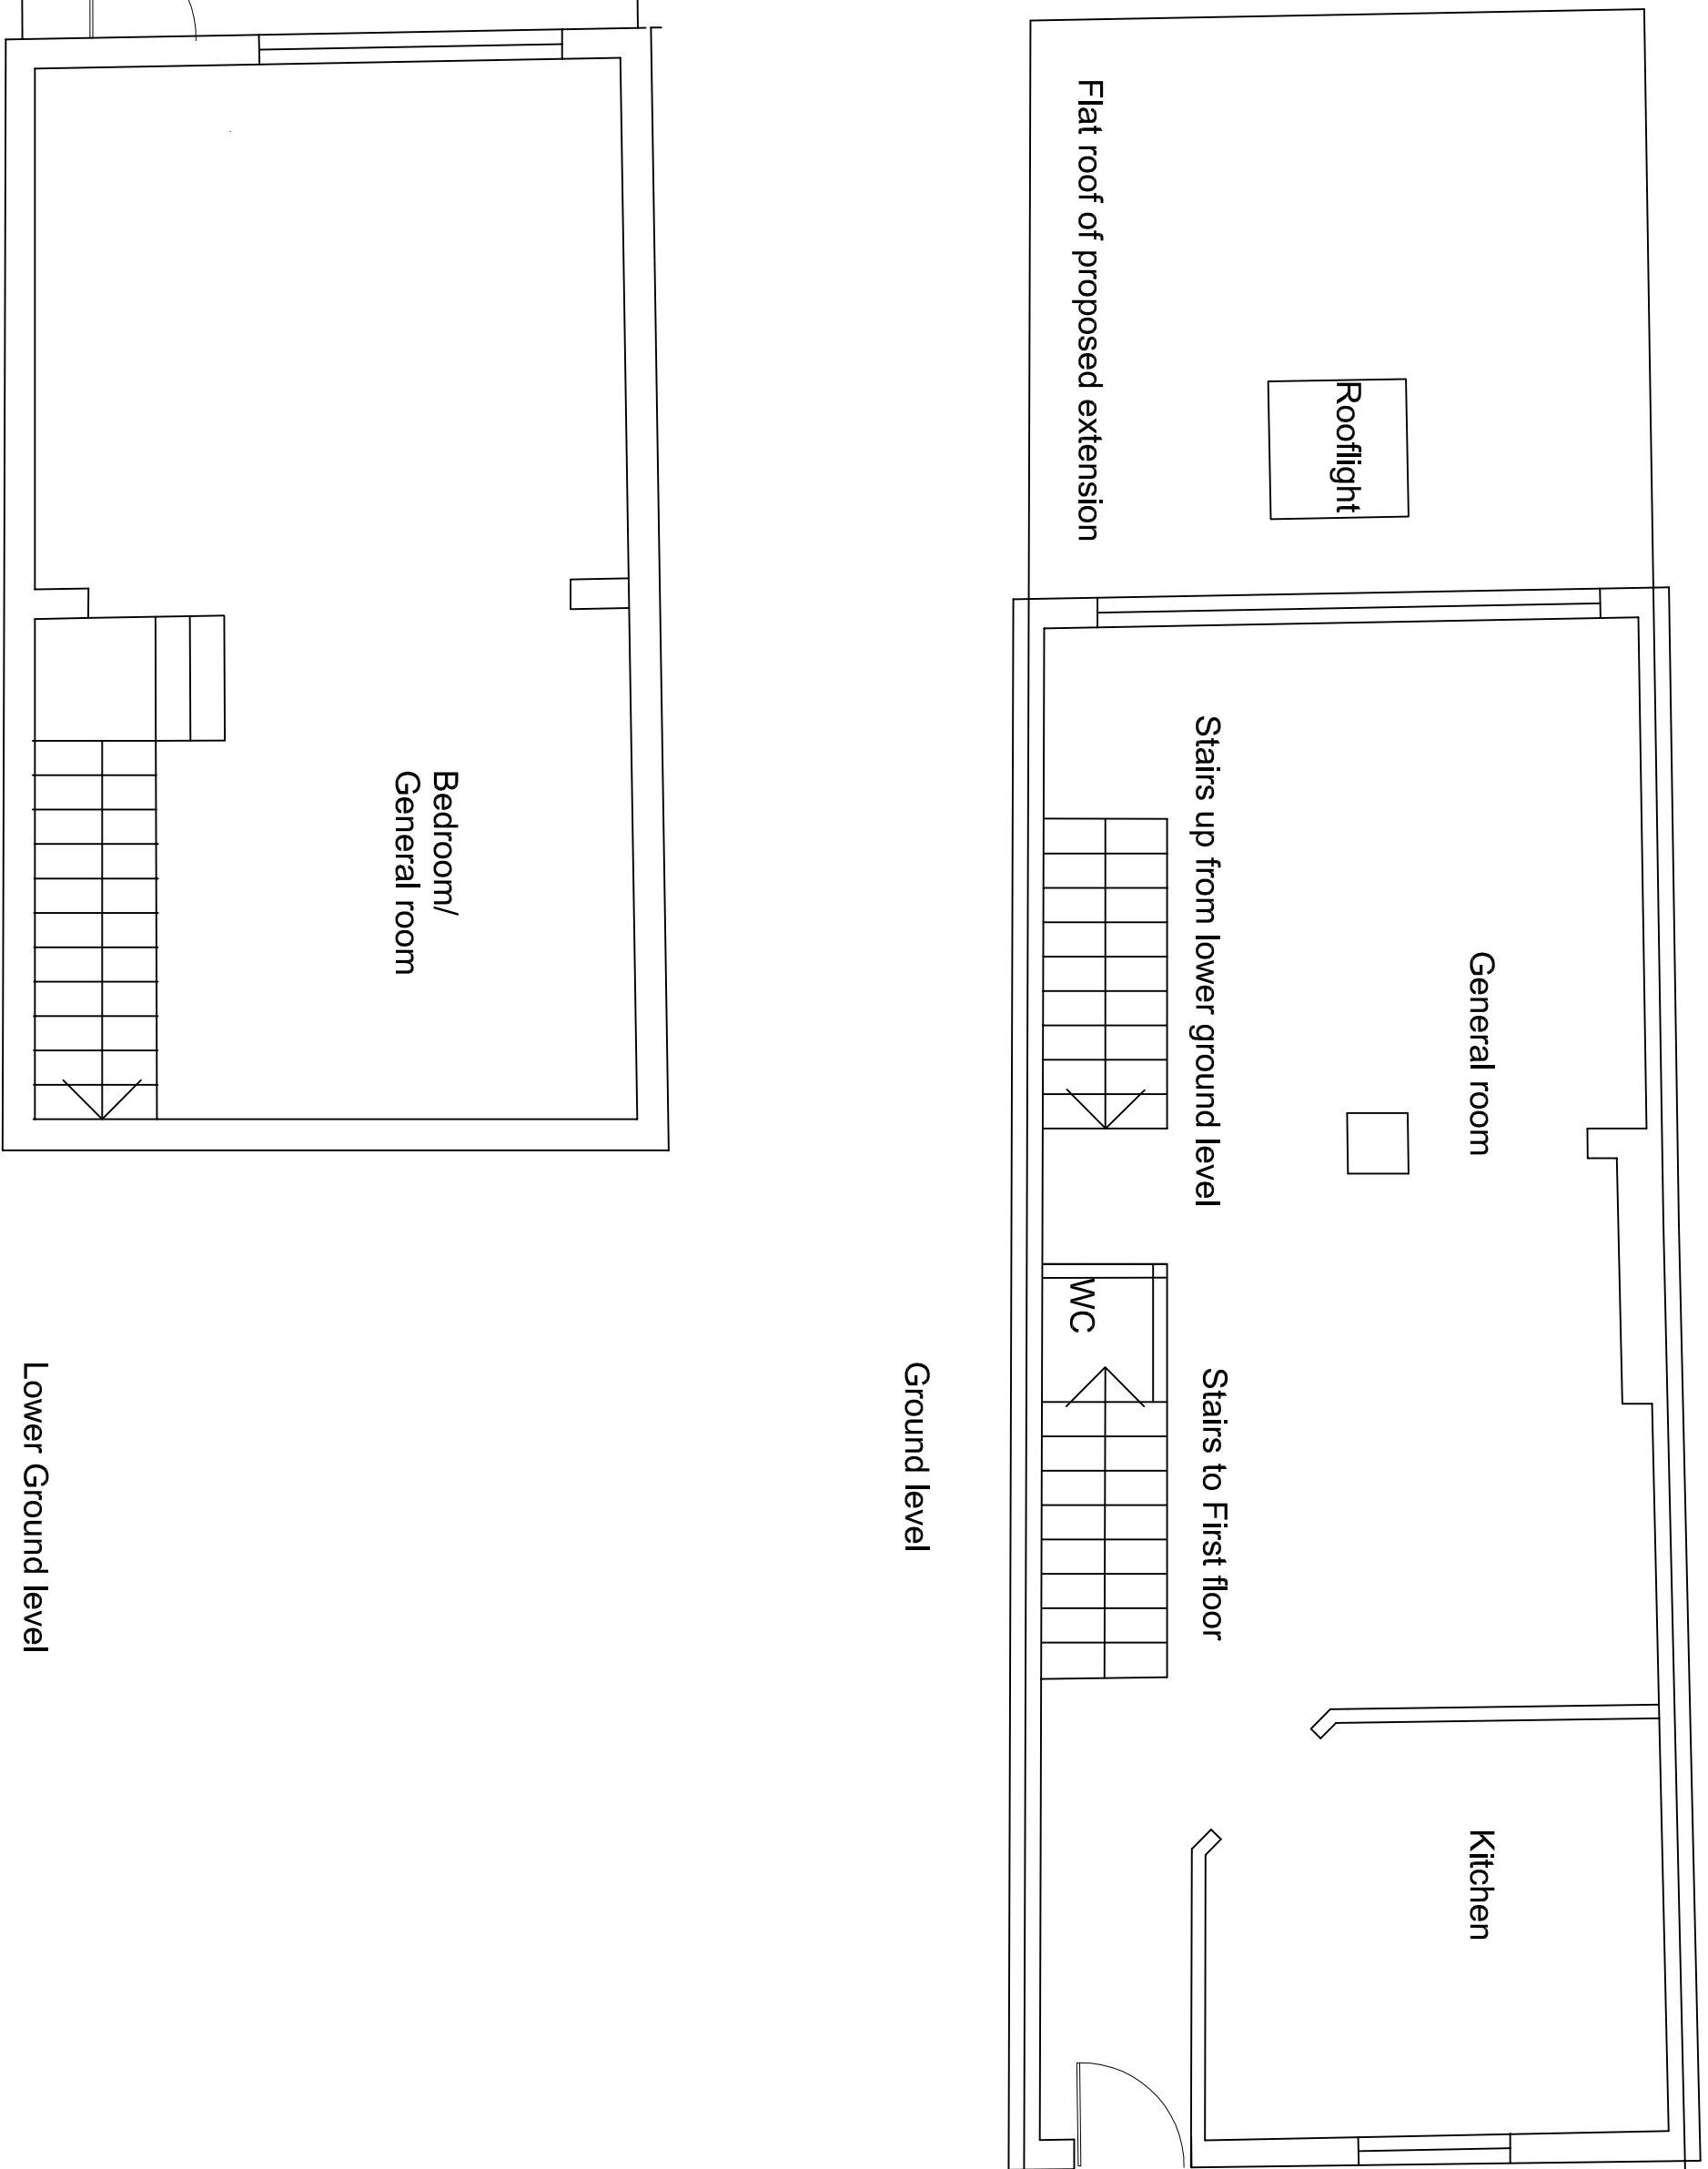 Flat roof of proposed extension
Rooflight
Stairs up from lower ground level
General room
WC
Stairs to First floor
Kitchen
Ground level
Bedroom/
General room
Lower Ground level